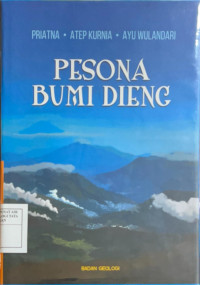 PRIATNA • ATEP KURNIA • AYU WULANDARI
PESONA
BUMI DIENG
BADAN GEOLOGI